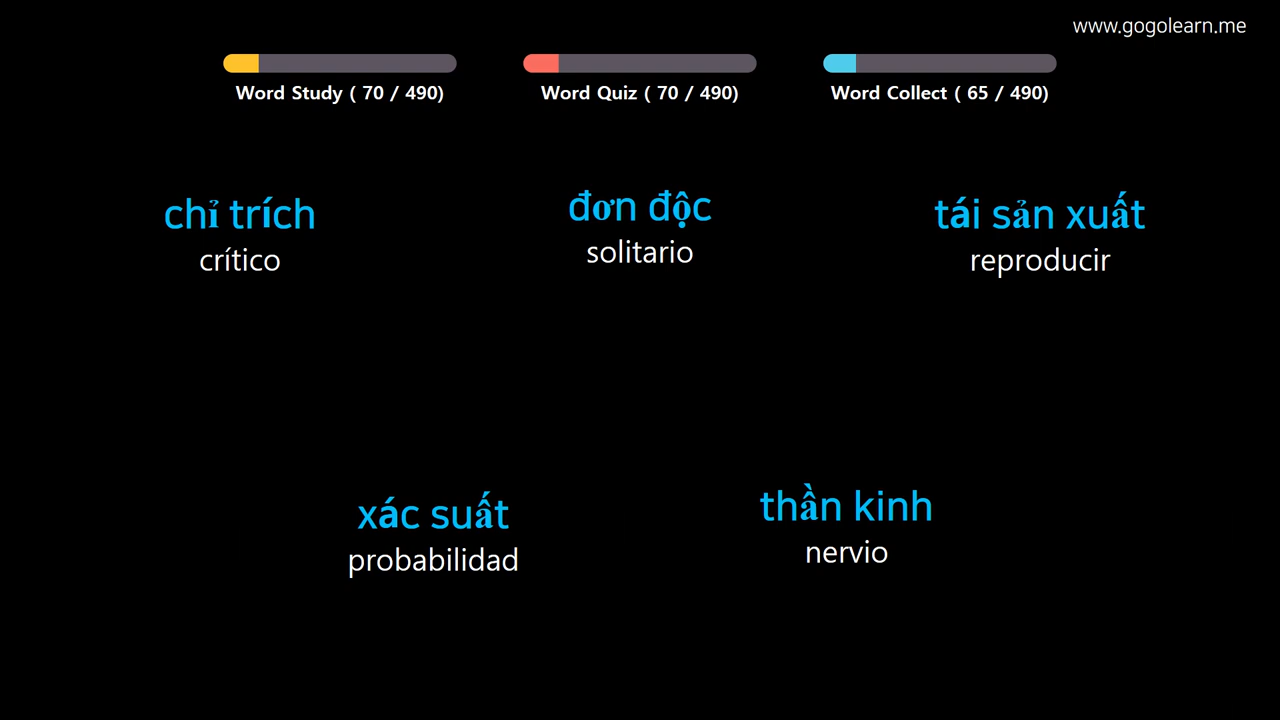 www.gogolearn.me
Word Study ( 70 / 490)
Word Quiz ( 70 / 490)
Word Collect ( 65 / 490)
chỉ trích
crítico
đơn độc
solitario
tái sản xuất
reproducir
xác suất
probabilidad
thần kinh
nervio